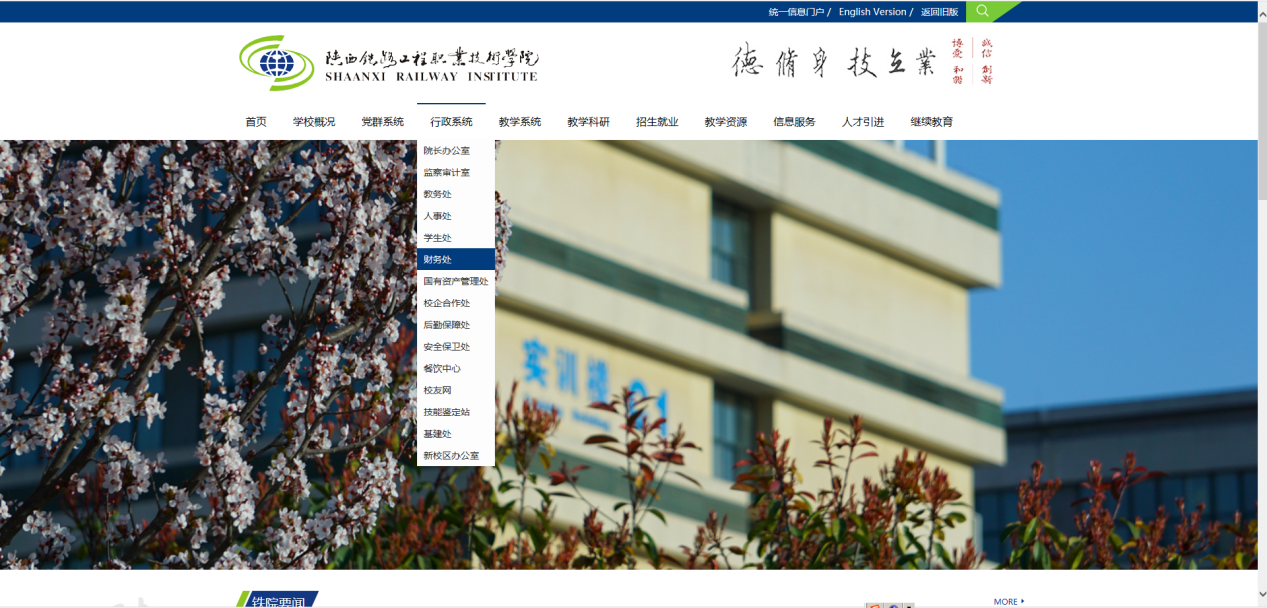 统一信息门户 / English Version / 返回旧版
陕西铁路工程职业技術學院
SHAANXI RAILWAY INSTITUTE
德脩身 技立業
博爱 和谐
誠信 創新
首页 学校概况 党群系统 行政系统 教学系统 教学科研 招生就业 教学资源 信息服务 人才引进 继续教育
院长办公室
监察审计室
教务处
人事处
学生处
财务处
国有资产管理处
校企合作处
后勤保障处
安全保卫处
餐饮中心
校友网
技能鉴定站
基建处
新校区办公室
实训楼
铁院要闻
MORE